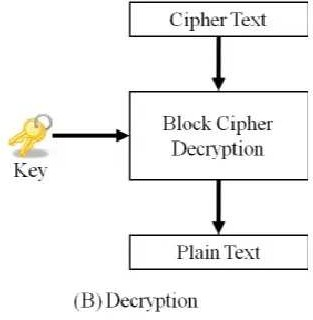 Cipher Text
Block Cipher
Decryption
Key
Plain Text
(B) Decryption